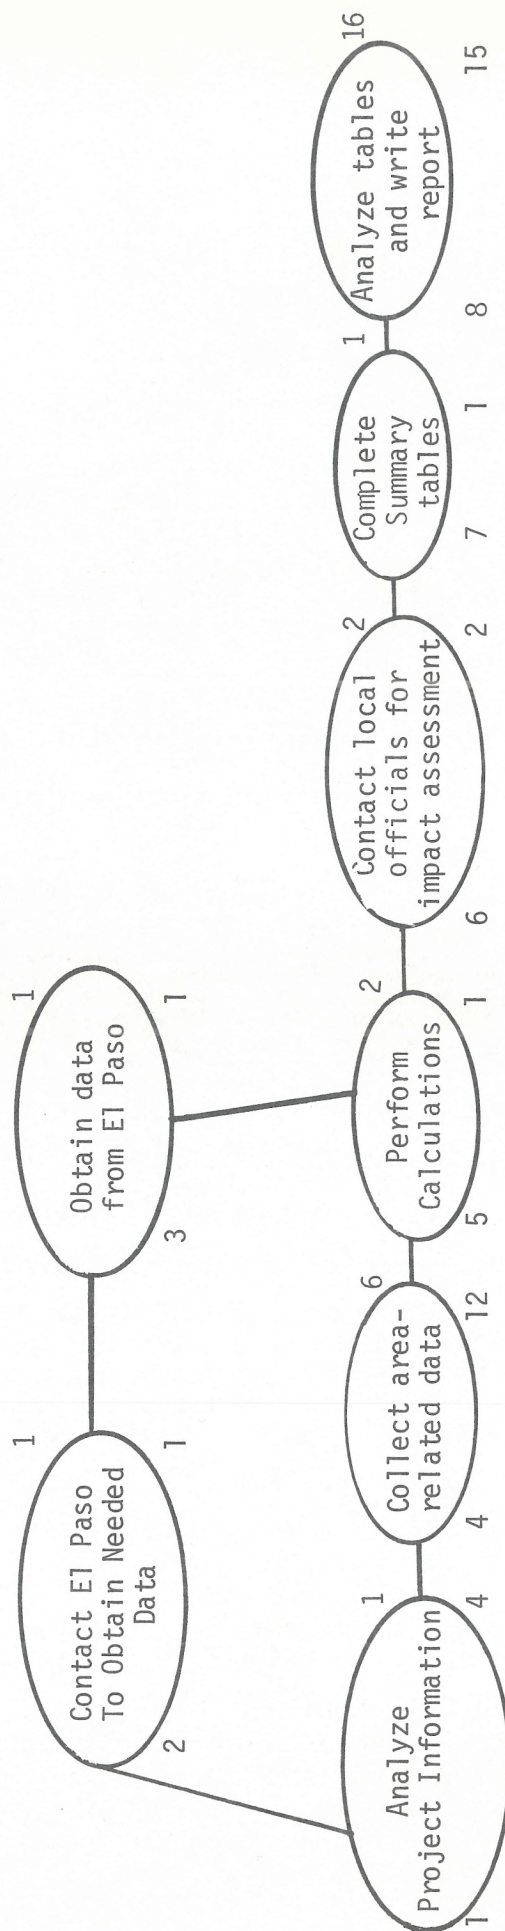 1
Contact El Paso
To Obtain Needed
Data
2
1
1
Obtain data
from El Paso
3
1
1
Analyze
Project Information
1
4
6
Collect area-
related data
4
12
2
Perform
Calculations
5
1
2
Contact local
officials for
impact assessment
6
2
1
Complete
Summary
tables
7
1
16
Analyze tables
and write
report
8
15